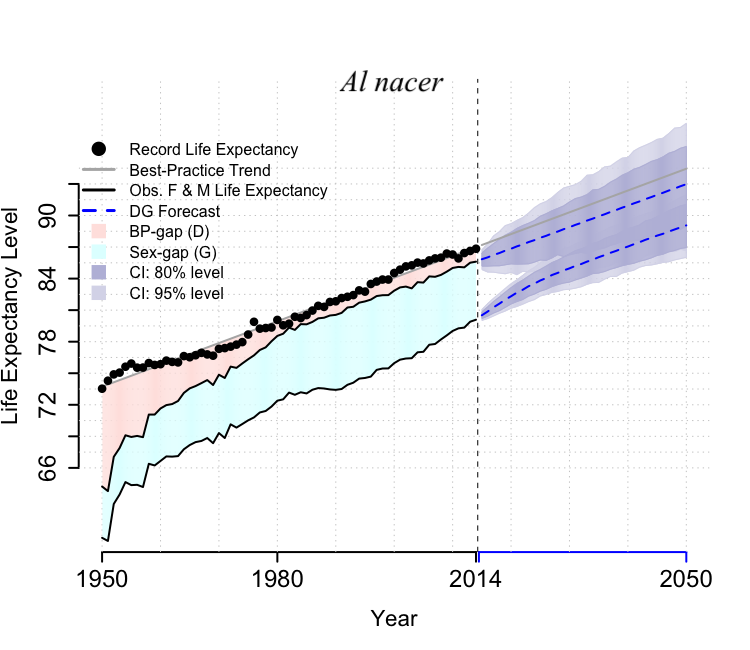 Al nacer
Record Life Expectancy
Best-Practice Trend
Obs. F & M Life Expectancy
DG Forecast
BP-gap (D)
Sex-gap (G)
CI: 80% level
CI: 95% level
Life Expectancy Level
90
84
78
72
66
1950 1980 2014 2050
Year